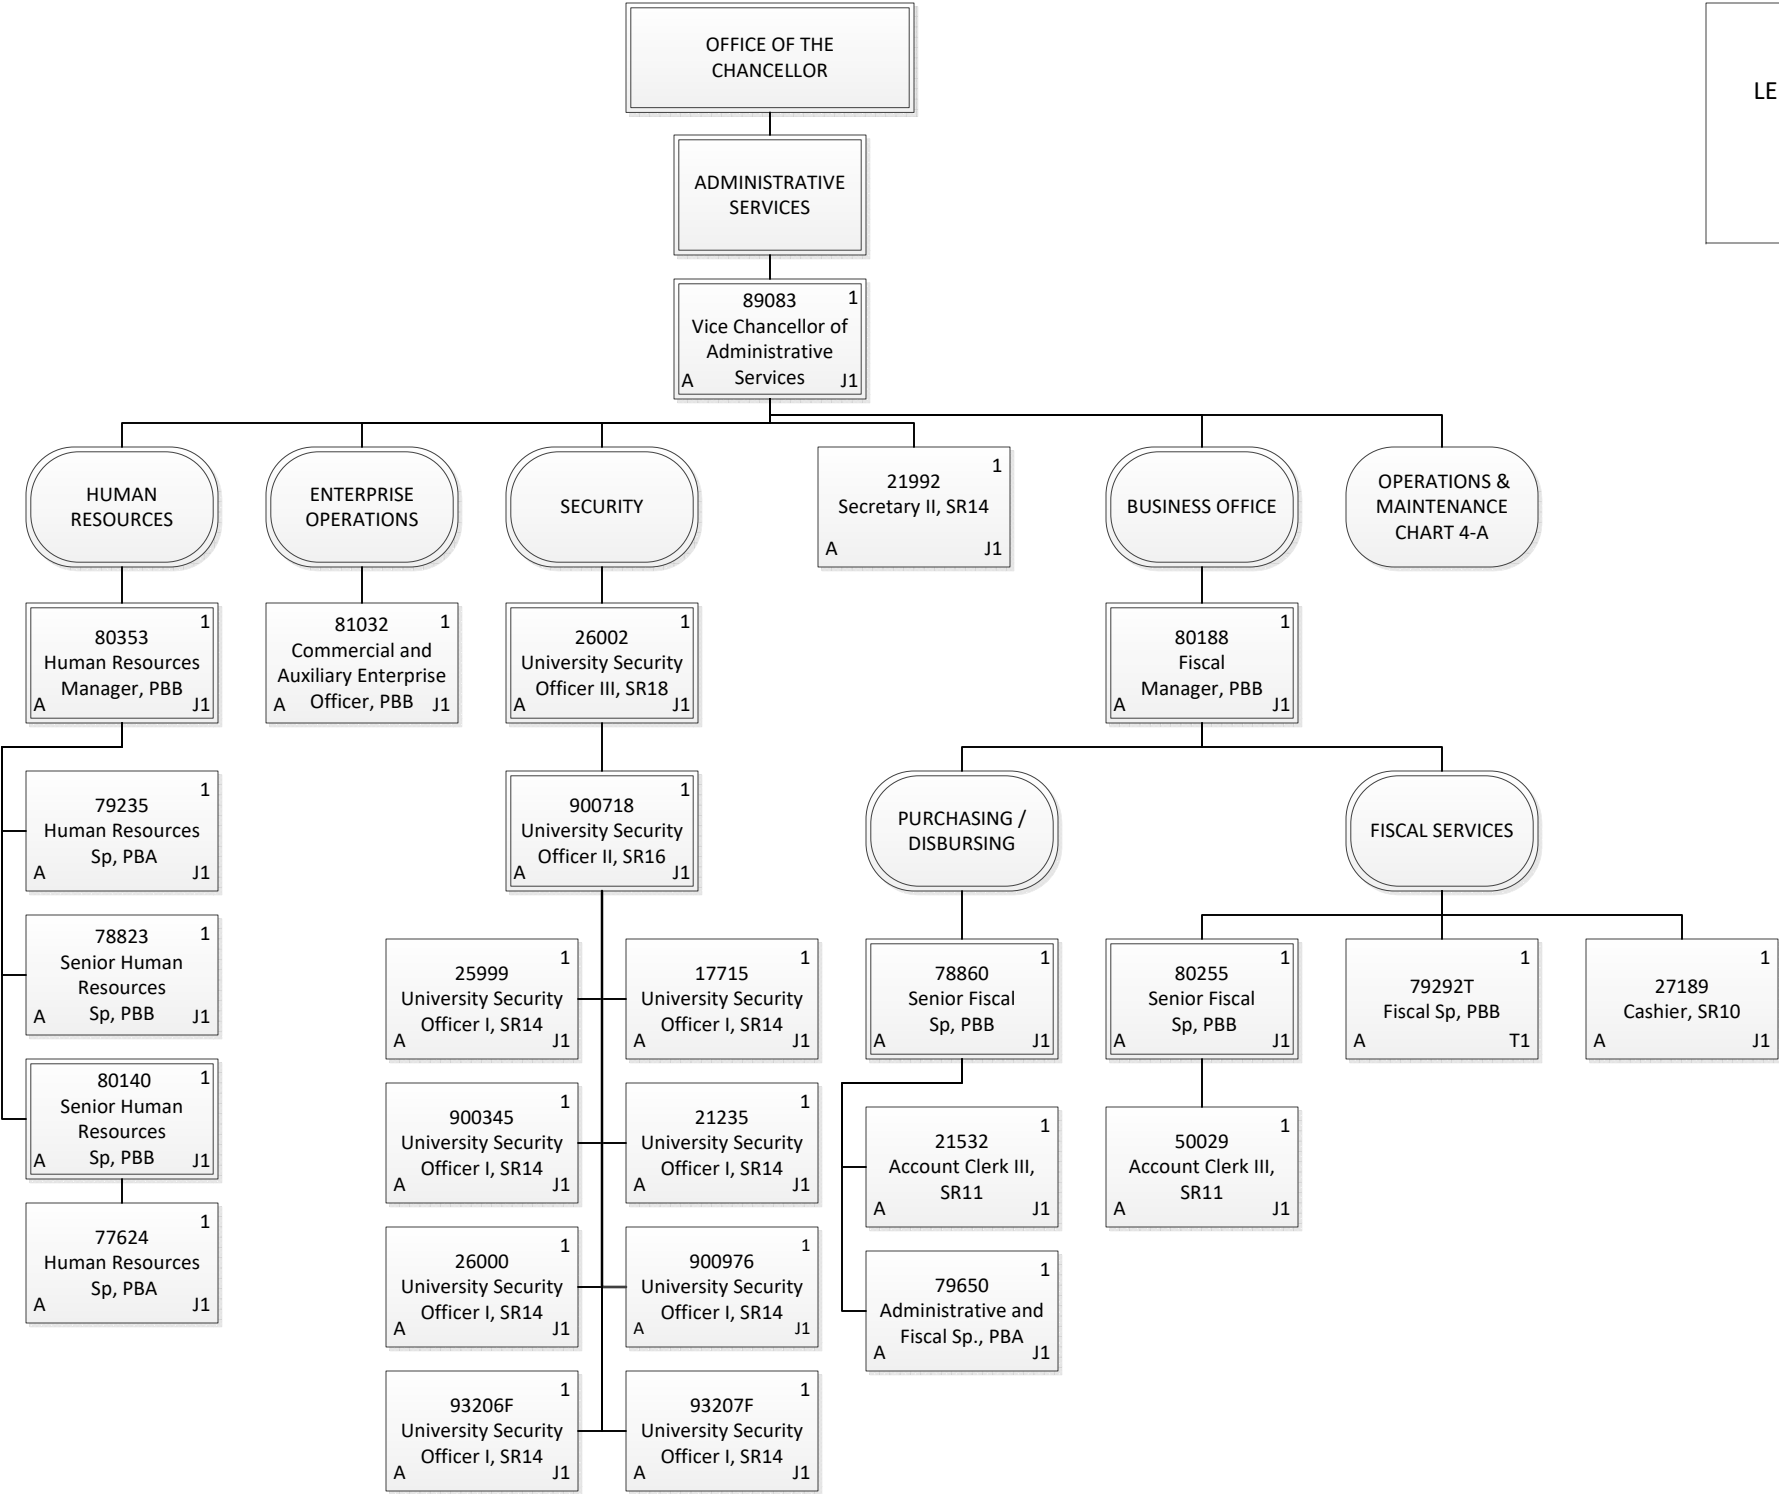 OFFICE OF THE
CHANCELLOR
LE
ADMINISTRATIVE
SERVICES
89083 1
Vice Chancellor of
Administrative
Services
A J1
HUMAN
RESOURCES
ENTERPRISE
OPERATIONS
SECURITY
1
21992
Secretary II, SR14
A J1
BUSINESS OFFICE
OPERATIONS &
MAINTENANCE
CHART 4-A
1
80353
Human Resources
Manager, PBB
A J1
81032 1
Commercial and
Auxiliary Enterprise
Officer, PBB
A J1
1
26002
University Security
Officer III, SR18
A J1
1
80188
Fiscal
Manager, PBB
A J1
1
79235
Human Resources
Sp, PBA
A J1
1
900718
University Security
Officer II, SR16
A J1
PURCHASING /
DISBURSING
FISCAL SERVICES
78823 1
Senior Human
Resources
Sp, PBB
A J1
1
25999
University Security
Officer I, SR14
A J1
1
17715
University Security
Officer I, SR14
A J1
1
78860
Senior Fiscal
Sp, PBB
A J1
1
80255
Senior Fiscal
Sp, PBB
A J1
1
79292T
Fiscal Sp, PBB
A T1
1
27189
Cashier, SR10
A J1
80140 1
Senior Human
Resources
Sp, PBB
A J1
1
900345
University Security
Officer I, SR14
A J1
1
21235
University Security
Officer I, SR14
A J1
1
21532
Account Clerk III,
SR11
A J1
1
50029
Account Clerk III,
SR11
A J1
1
77624
Human Resources
Sp, PBA
A J1
1
26000
University Security
Officer I, SR14
A J1
1
900976
University Security
Officer I, SR14
A J1
1
79650
Administrative and
Fiscal Sp., PBA
A J1
1
93206F
University Security
Officer I, SR14
A J1
1
93207F
University Security
Officer I, SR14
A J1